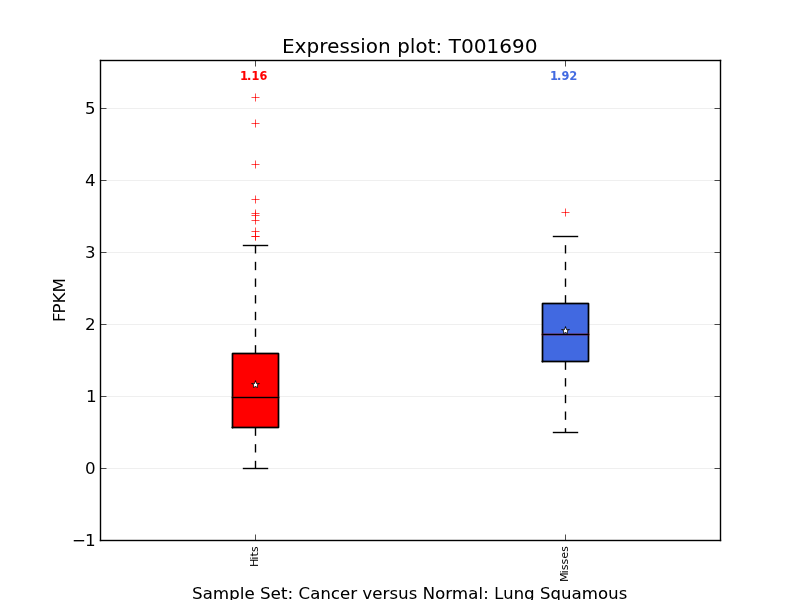 Expression plot: T001690
1.16 1.92
5
4
3
2
1
0
−1
FPKM
Hits Misses
Sample Set: Cancer versus Normal: Lung Squamous